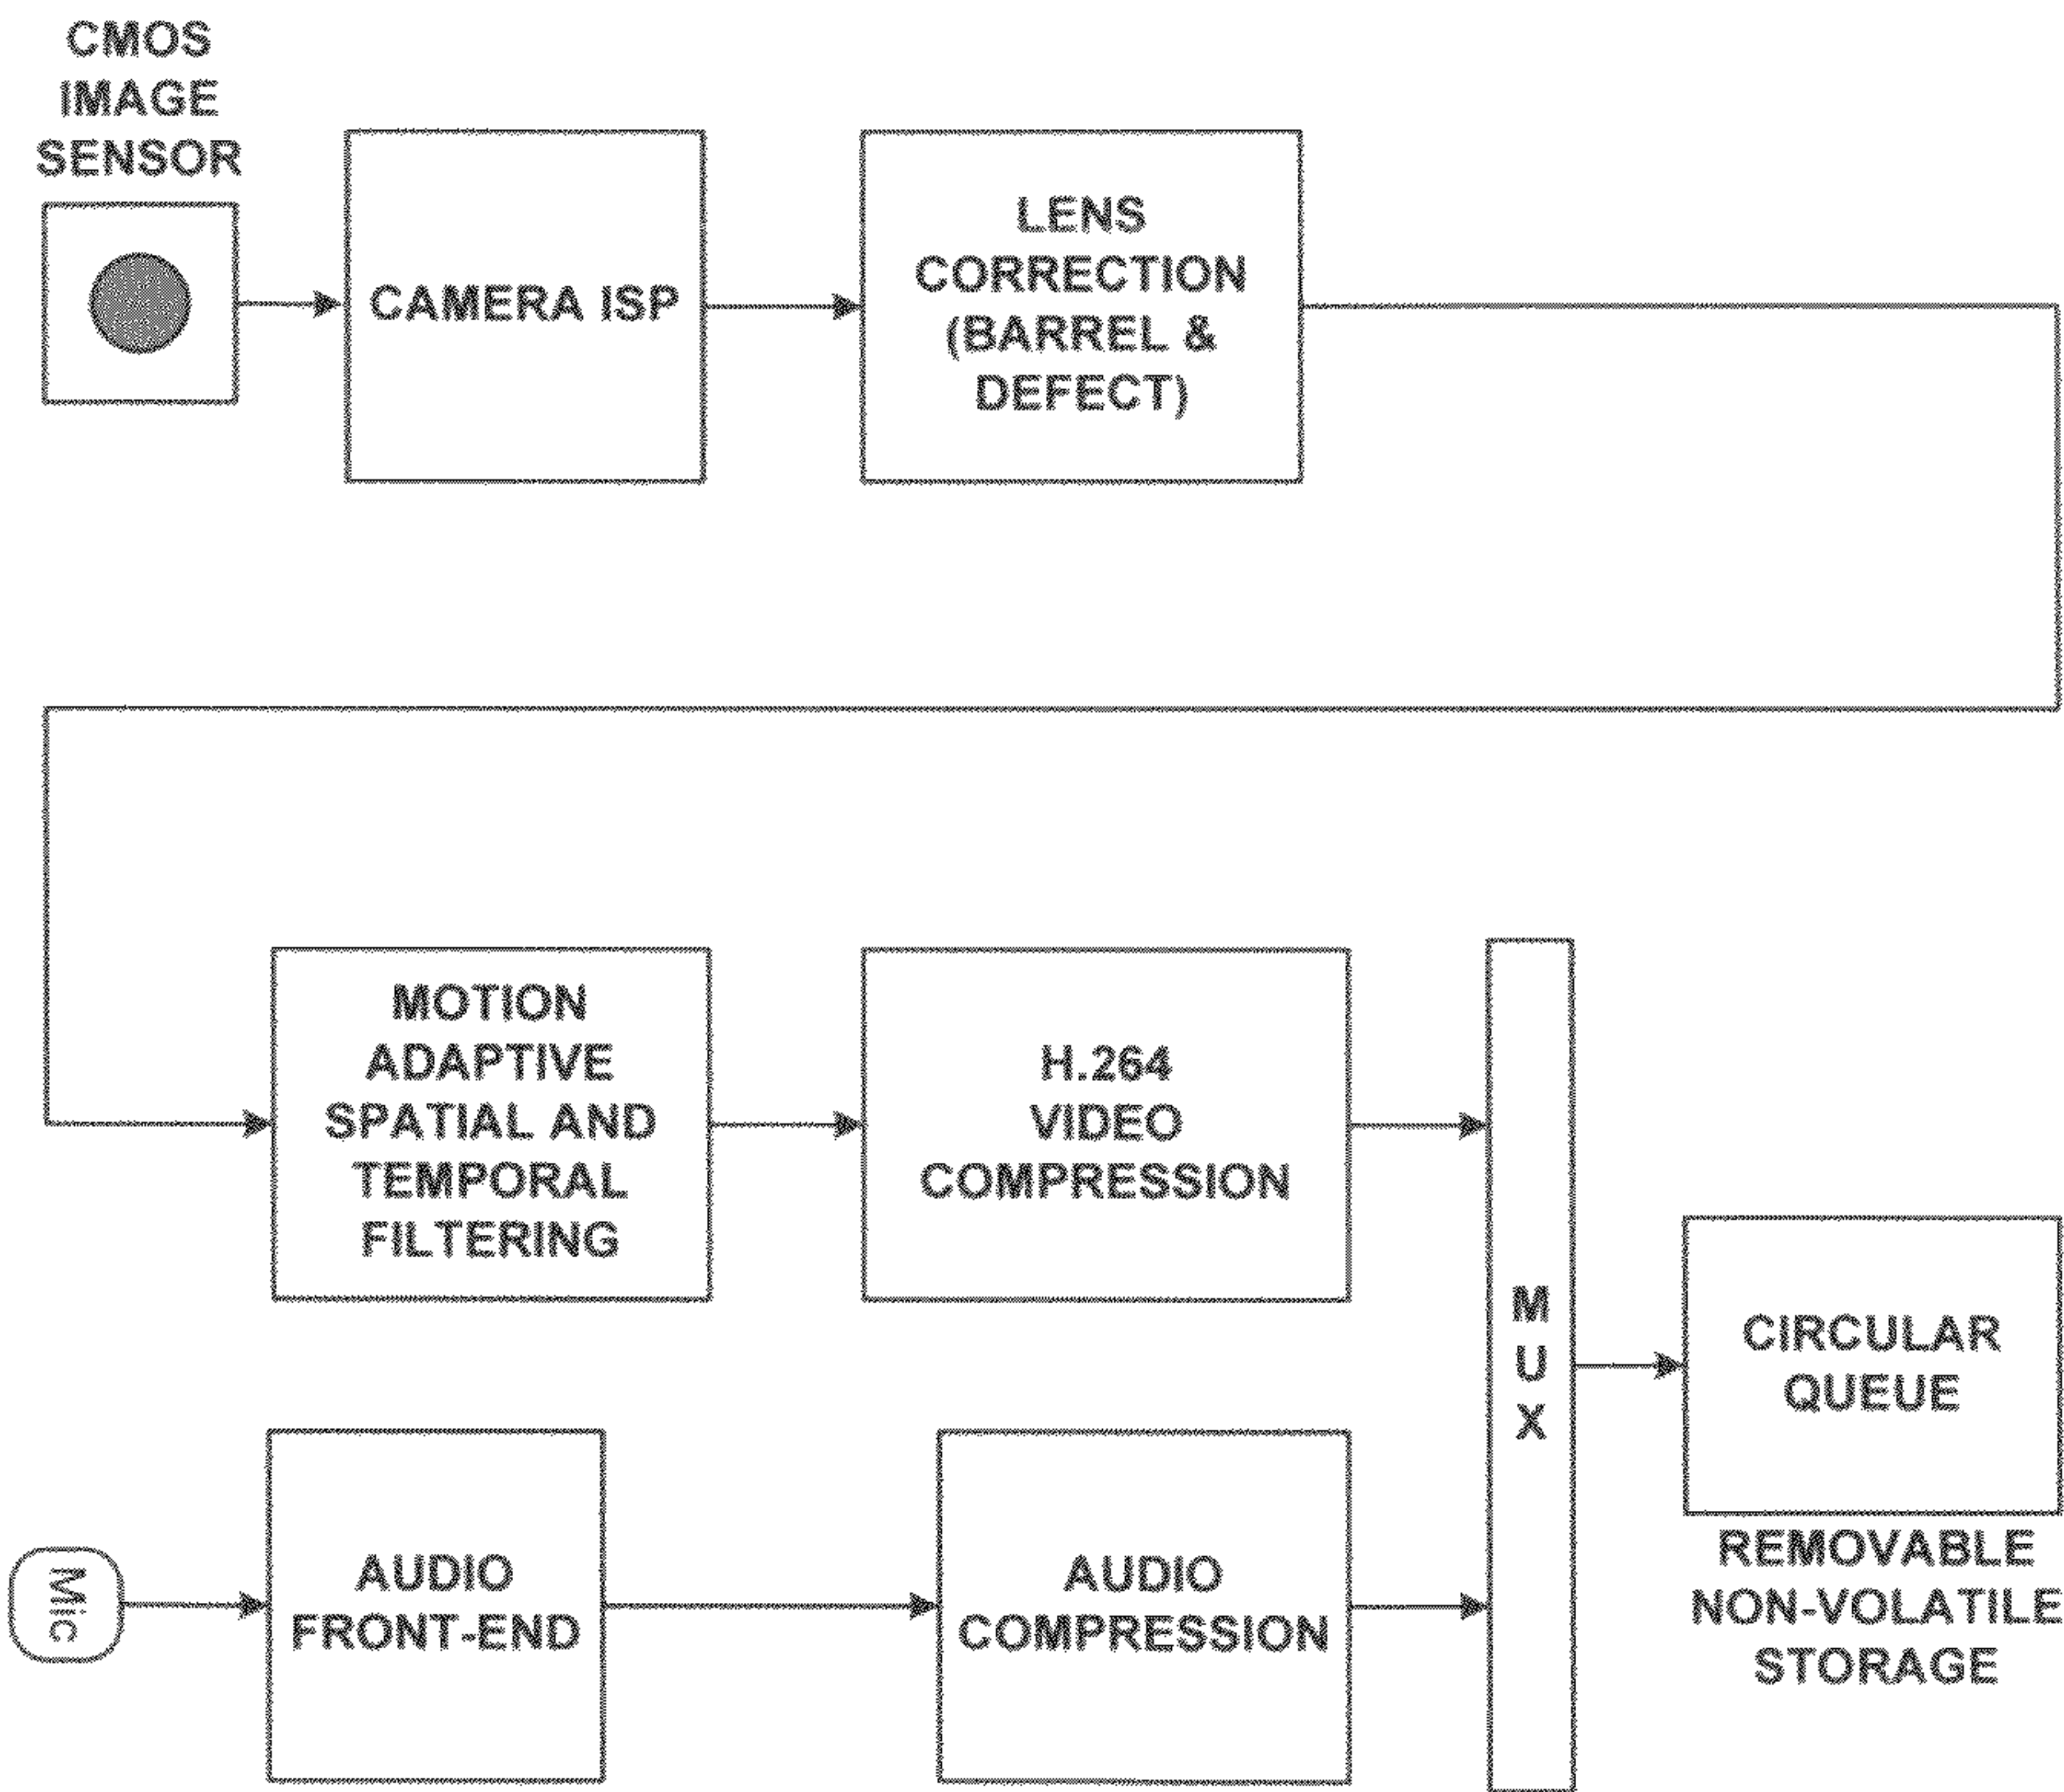 CMOS
IMAGE
SENSOR
CAMERA ISP
LENS
CORRECTION
(BARREL &
DEFECT)
MOTION
ADAPTIVE
SPATIAL AND
TEMPORAL
FILTERING
H.264
VIDEO
COMPRESSION
M
U
X
CIRCULAR
QUEUE
REMOVABLE
NON-VOLATILE
STORAGE
Mic
AUDIO
FRONT-END
AUDIO
COMPRESSION